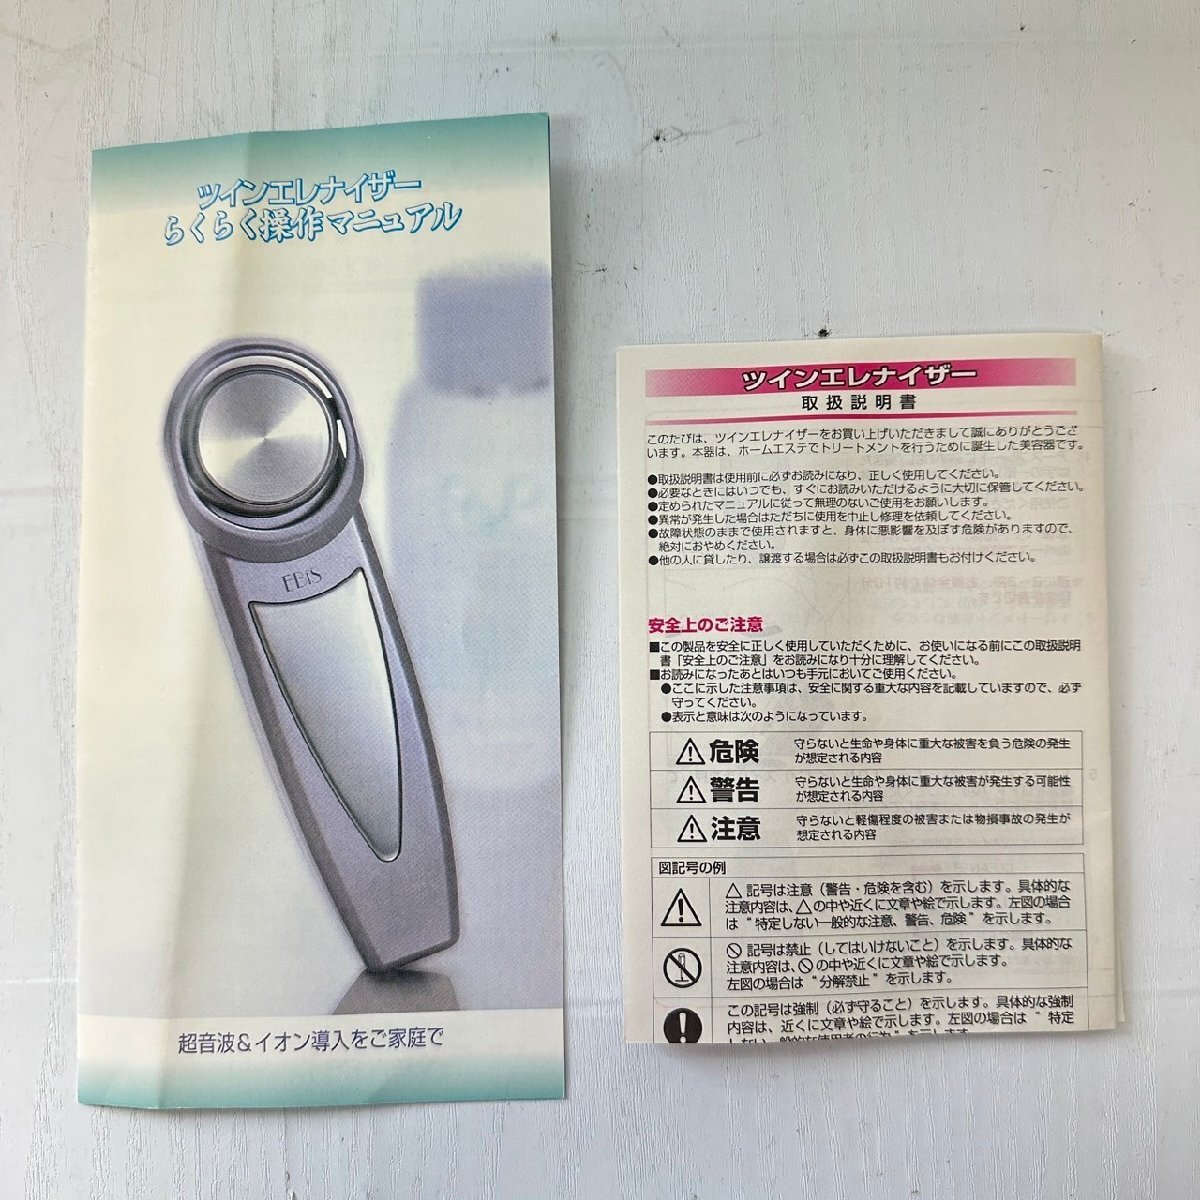 ツインエレナイザー
らくらく操作マニュアル
EBiS
超音波&イオン導入をご家庭で
ツインエレナイザー
取扱説明書
このたびは、ツインエレナイザーをお買い上げいただきまして誠にありがとうござ
います。本器は、ホームエステでトリートメントを行うために誕生した美容器です。
●取扱説明書は使用前に必ずお読みになり、正しく使用してください。
●必要なときにはいつでも、すぐにお読みいただけるように大切に保管してください。
●定められたマニュアルに従って無理のないご使用をお願いします。
●異常が発生した場合はただちに使用を中止し修理を依頼してください。
●故障状態のままで使用されますと、身体に悪影響を及ぼす危険がありますので、
絶対におやめください。
●他の人に貸したり、譲渡する場合は必ずこの取扱説明書もお付けください。
安全上のご注意
■この製品を安全に正しく使用していただくために、お使いになる前にこの取扱説明
書「安全上のご注意」をお読みになり十分に理解してください。
■お読みになったあとはいつも手元においてご使用ください。
●ここに示した注意事項は、安全に関する重大な内容を記載していますので、必ず
守ってください。
●表示と意味は次のようになっています。
⚠危険 守らないと生命や身体に重大な被害を負う危険の発生
が想定される内容
⚠警告 守らないと生命や身体に重大な被害が発生する可能性
が想定される内容
⚠注意 守らないと軽傷程度の被害または物損事故の発生が
想定される内容
図記号の例
△記号は注意（警告・危険を含む）を示します。具体的な
注意内容は、△の中や近くに文章や絵で示します。左図の場合
は“特定しない一般的な注意、警告、危険”を示します。
🛇記号は禁止（してはいけないこと）を示します。具体的な
注意内容は、🛇の中や近くに文章や絵で示します。
左図の場合は“分解禁止”を示します。
この記号は強制（必ず守ること）を示します。具体的な強制
内容は、近くに文章や絵で示します。左図の場合は“特定
しない一般的な使用者の行為”を示します。